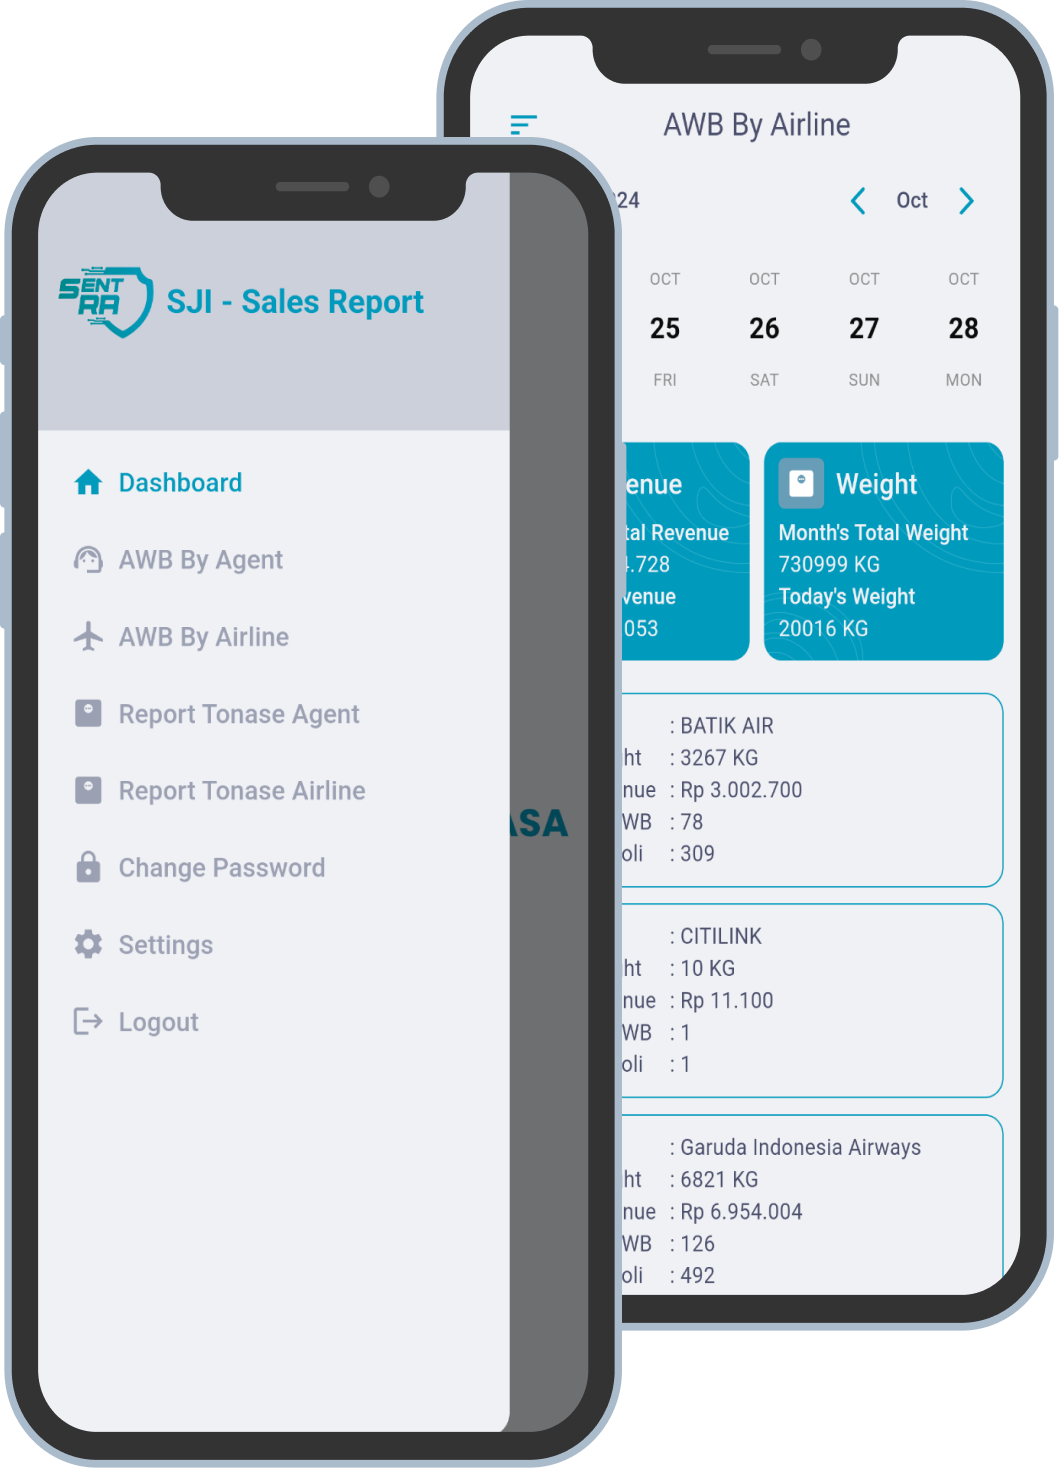 SENT
RA
SJI - Sales Report
Dashboard
AWB By Agent
AWB By Airline
Report Tonase Agent
Report Tonase Airline
Change Password
Settings
Logout
ASA
AWB By Airline
24
Oct
OCT OCT OCT OCT
25 26 27 28
FRI SAT SUN MON
enue
tal Revenue
.728
venue
053
Weight
Month's Total Weight
730999 KG
Today's Weight
20016 KG
: BATIK AIR
ht : 3267 KG
nue : Rp 3.002.700
WB : 78
oli : 309
: CITILINK
ht : 10 KG
nue : Rp 11.100
WB : 1
oli : 1
: Garuda Indonesia Airways
ht : 6821 KG
nue : Rp 6.954.004
WB : 126
oli : 492